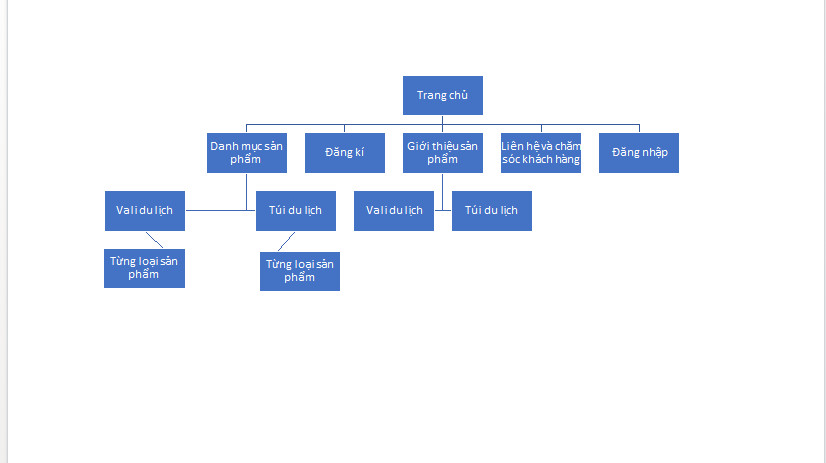 Trang chủ
Danh mục sản
phẩm
Đăng kí
Giới thiệu sản
phẩm
Liên hệ và chăm
sóc khách hàng
Đăng nhập
Vali du lịch
Túi du lịch
Vali du lịch
Túi du lịch
Từng loại sản
phẩm
Từng loại sản
phẩm